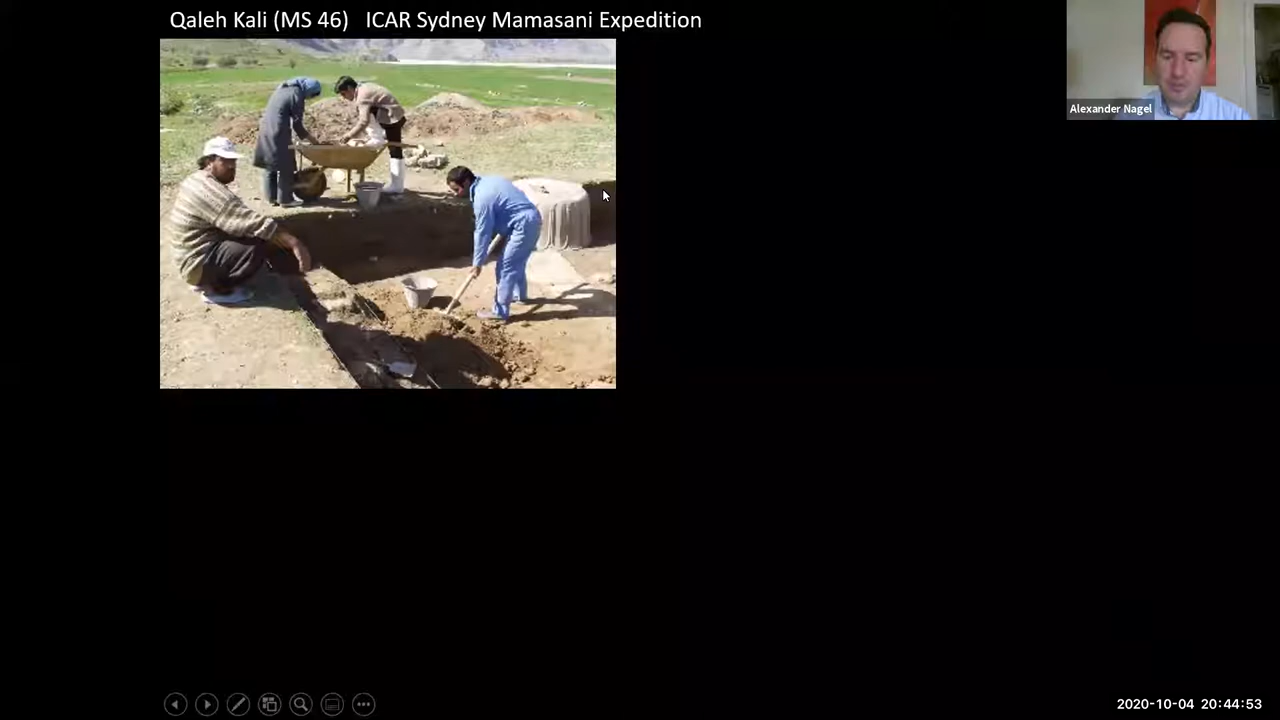 Qaleh Kali (MS 46) ICAR Sydney Mamasani Expedition
Alexander Nagel
2020-10-04 20:44:53